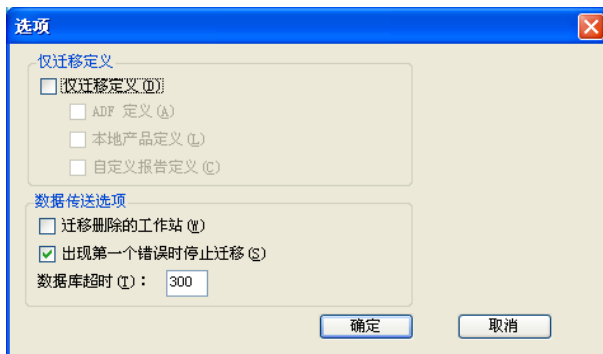 选项
仅迁移定义
仅迁移定义(D)
ADF 定义(A)
本地产品定义(L)
自定义报告定义(C)
数据传送选项
迁移删除的工作站(W)
出现第一个错误时停止迁移(S)
数据库超时(T): 300
确定 取消